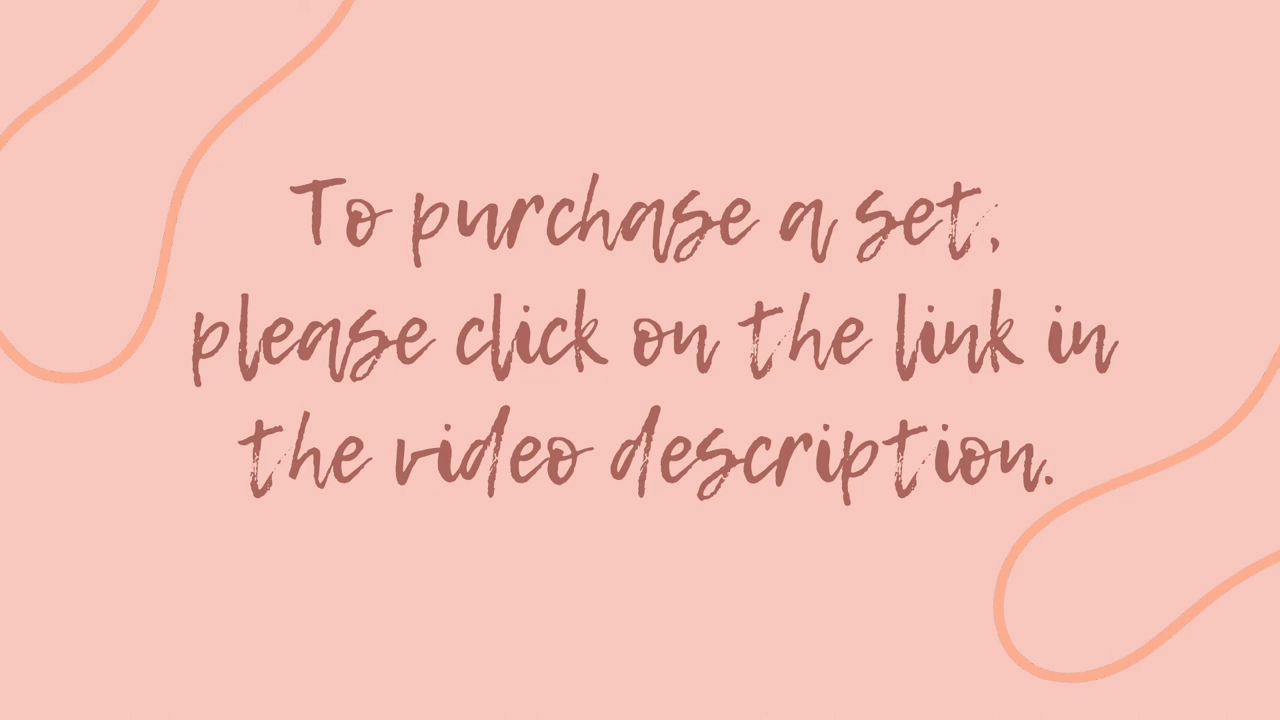 To purchase a set,
please click on the link in
the video description.